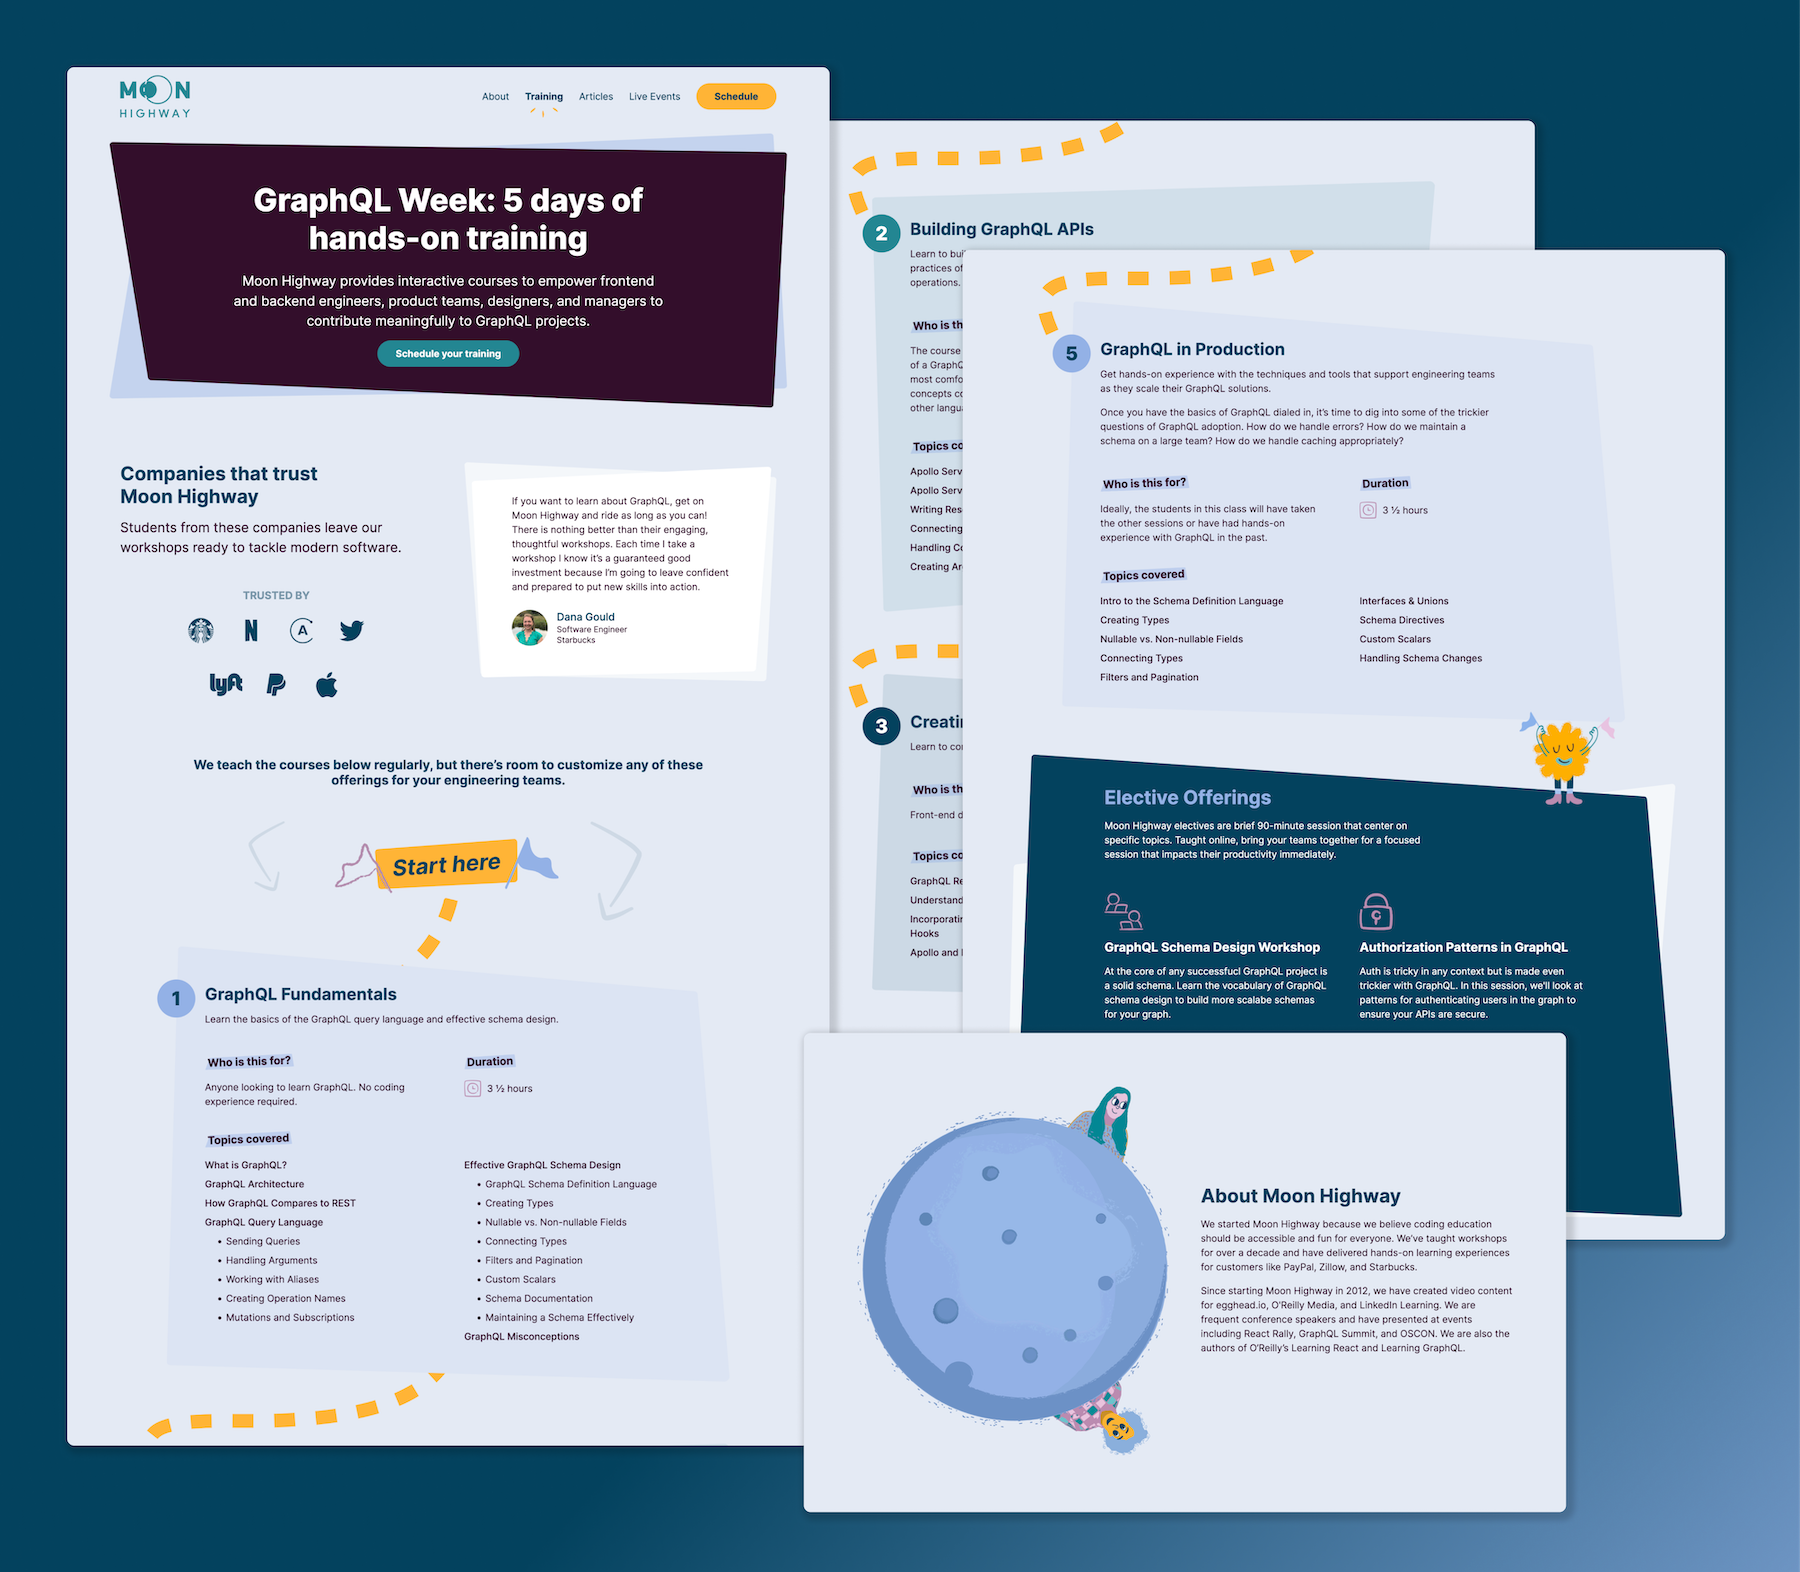 MOON
HIGHWAY
About Training Articles Live Events Schedule
GraphQL Week: 5 days of
hands-on training
Moon Highway provides interactive courses to empower frontend
and backend engineers, product teams, designers, and managers to
contribute meaningfully to GraphQL projects.
Schedule your training
Companies that trust
Moon Highway
Students from these companies leave our
workshops ready to tackle modern software.
TRUSTED BY
N
A
lyft
If you want to learn about GraphQL, get on
Moon Highway and ride as long as you can!
There is nothing better than their engaging,
thoughtful workshops. Each time I take a
workshop I know it's a guaranteed good
investment because I'm going to leave confident
and prepared to put new skills into action.
Dana Gould
Software Engineer
Starbucks
We teach the courses below regularly, but there's room to customize any of these
offerings for your engineering teams.
Start here
1
GraphQL Fundamentals
Learn the basics of the GraphQL query language and effective schema design.
Who is this for?
Anyone looking to learn GraphQL. No coding
experience required.
Duration
3 ½ hours
Topics covered
What is GraphQL?
GraphQL Architecture
How GraphQL Compares to REST
GraphQL Query Language
• Sending Queries
• Handling Arguments
• Working with Aliases
• Creating Operation Names
• Mutations and Subscriptions
Effective GraphQL Schema Design
• GraphQL Schema Definition Language
• Creating Types
• Nullable vs. Non-nullable Fields
• Connecting Types
• Filters and Pagination
• Custom Scalars
• Schema Documentation
• Maintaining a Schema Effectively
GraphQL Misconceptions
2
Building GraphQL APIs
Learn to bui
practices of
operations.
Who is th
The course
of a GraphQ
most comfo
concepts co
other langu
Topics co
Apollo Serv
Apollo Serv
Writing Res
Connecting
Handling Co
Creating An
3
Creatin
Learn to con
Who is th
Front-end d
Topics co
GraphQL Re
Understand
Incorporatin
Hooks
Apollo and
5
GraphQL in Production
Get hands-on experience with the techniques and tools that support engineering teams
as they scale their GraphQL solutions.
Once you have the basics of GraphQL dialed in, it's time to dig into some of the trickier
questions of GraphQL adoption. How do we handle errors? How do we maintain a
schema on a large team? How do we handle caching appropriately?
Who is this for?
Ideally, the students in this class will have taken
the other sessions or have had hands-on
experience with GraphQL in the past.
Duration
3 ½ hours
Topics covered
Intro to the Schema Definition Language
Creating Types
Nullable vs. Non-nullable Fields
Connecting Types
Filters and Pagination
Interfaces & Unions
Schema Directives
Custom Scalars
Handling Schema Changes
Elective Offerings
Moon Highway electives are brief 90-minute session that center on
specific topics. Taught online, bring your teams together for a focused
session that impacts their productivity immediately.
GraphQL Schema Design Workshop
At the core of any successfucl GraphQL project is
a solid schema. Learn the vocabulary of GraphQL
schema design to build more scalabe schemas
for your graph.
Authorization Patterns in GraphQL
Auth is tricky in any context but is made even
trickier with GraphQL. In this session, we'll look at
patterns for authenticating users in the graph to
ensure your APIs are secure.
About Moon Highway
We started Moon Highway because we believe coding education
should be accessible and fun for everyone. We've taught workshops
for over a decade and have delivered hands-on learning experiences
for customers like PayPal, Zillow, and Starbucks.
Since starting Moon Highway in 2012, we have created video content
for egghead.io, O'Reilly Media, and LinkedIn Learning. We are
frequent conference speakers and have presented at events
including React Rally, GraphQL Summit, and OSCON. We are also the
authors of O'Reilly's Learning React and Learning GraphQL.